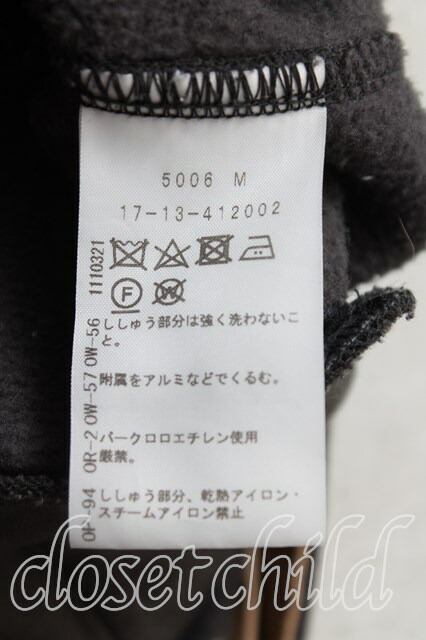 5006 M
17-13-412002
F
W
ししゅう部分は強く洗わないこ
と。
附属をアルミなどでくるむ。
パークロロエチレン使用
厳禁。
ししゅう部分、乾熱アイロン・
スチームアイロン禁止
1110321
OW-56
OW-57
OR-2
closetchild